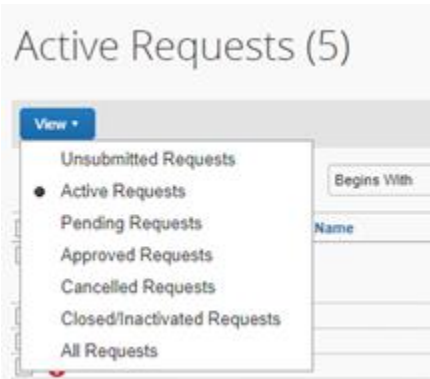 Active Requests (5)
View
Unsubmitted Requests
Active Requests
Begins With
Pending Requests
Name
Approved Requests
Cancelled Requests
Closed/Inactivated Requests
All Requests